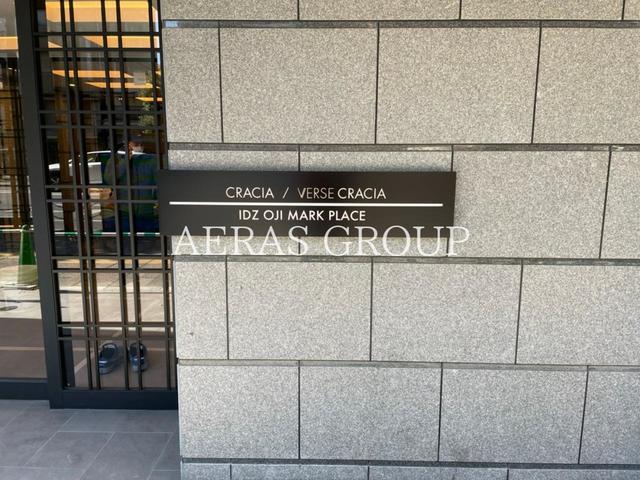 CRACIA / VERSE CRACIA
IDZ OJI MARK PLACE
AERAS GROUP